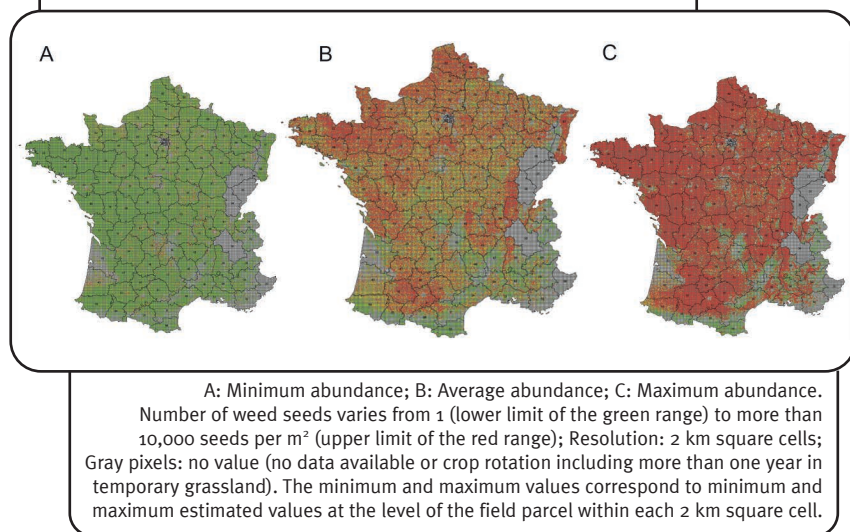 A
B
C
A: Minimum abundance; B: Average abundance; C: Maximum abundance.
Number of weed seeds varies from 1 (lower limit of the green range) to more than
10,000 seeds per m² (upper limit of the red range); Resolution: 2 km square cells;
Gray pixels: no value (no data available or crop rotation including more than one year in
temporary grassland). The minimum and maximum values correspond to minimum and
maximum estimated values at the level of the field parcel within each 2 km square cell.